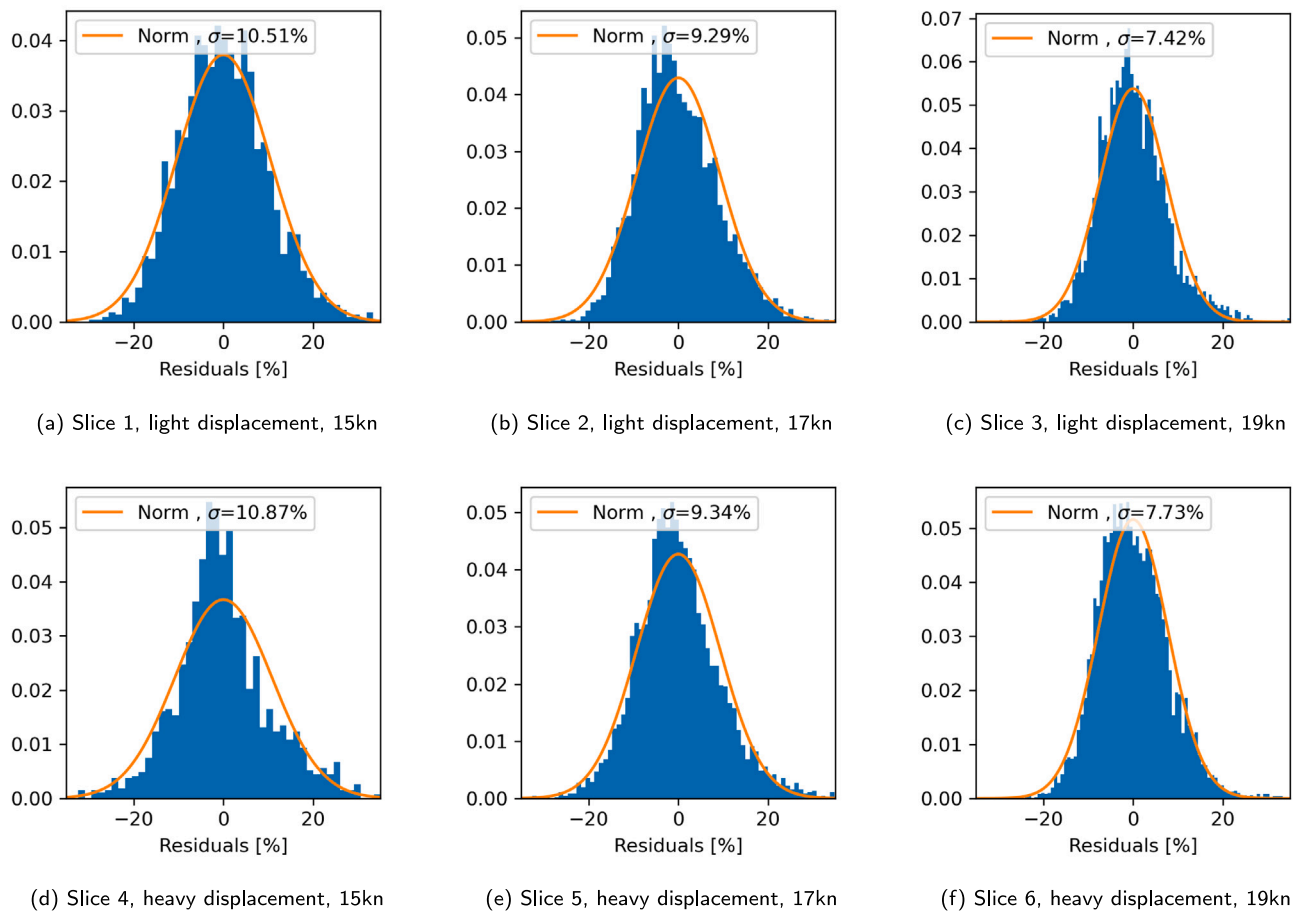 Norm , σ=10.51%
0.04
0.03
0.02
0.01
0.00
−20 0 20
Residuals [%]
(a) Slice 1, light displacement, 15kn
Norm , σ=9.29%
0.05
0.04
0.03
0.02
0.01
0.00
−20 0 20
Residuals [%]
(b) Slice 2, light displacement, 17kn
Norm , σ=7.42%
0.07
0.06
0.05
0.04
0.03
0.02
0.01
0.00
−20 0 20
Residuals [%]
(c) Slice 3, light displacement, 19kn
Norm , σ=10.87%
0.05
0.04
0.03
0.02
0.01
0.00
−20 0 20
Residuals [%]
(d) Slice 4, heavy displacement, 15kn
Norm , σ=9.34%
0.05
0.04
0.03
0.02
0.01
0.00
−20 0 20
Residuals [%]
(e) Slice 5, heavy displacement, 17kn
Norm , σ=7.73%
0.05
0.04
0.03
0.02
0.01
0.00
−20 0 20
Residuals [%]
(f) Slice 6, heavy displacement, 19kn